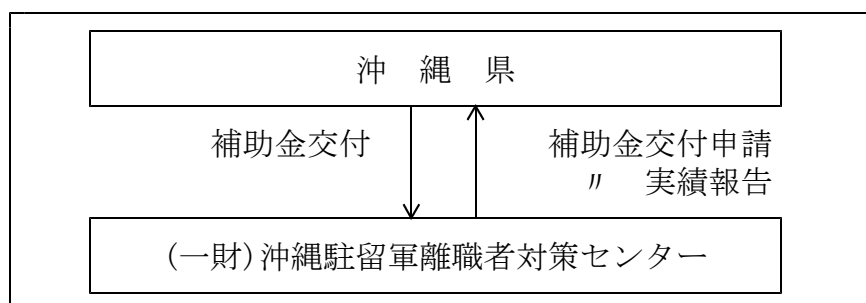 沖　縄　県
補助金交付
補助金交付申請
〃　実績報告
(一財)沖縄駐留軍離職者対策センター